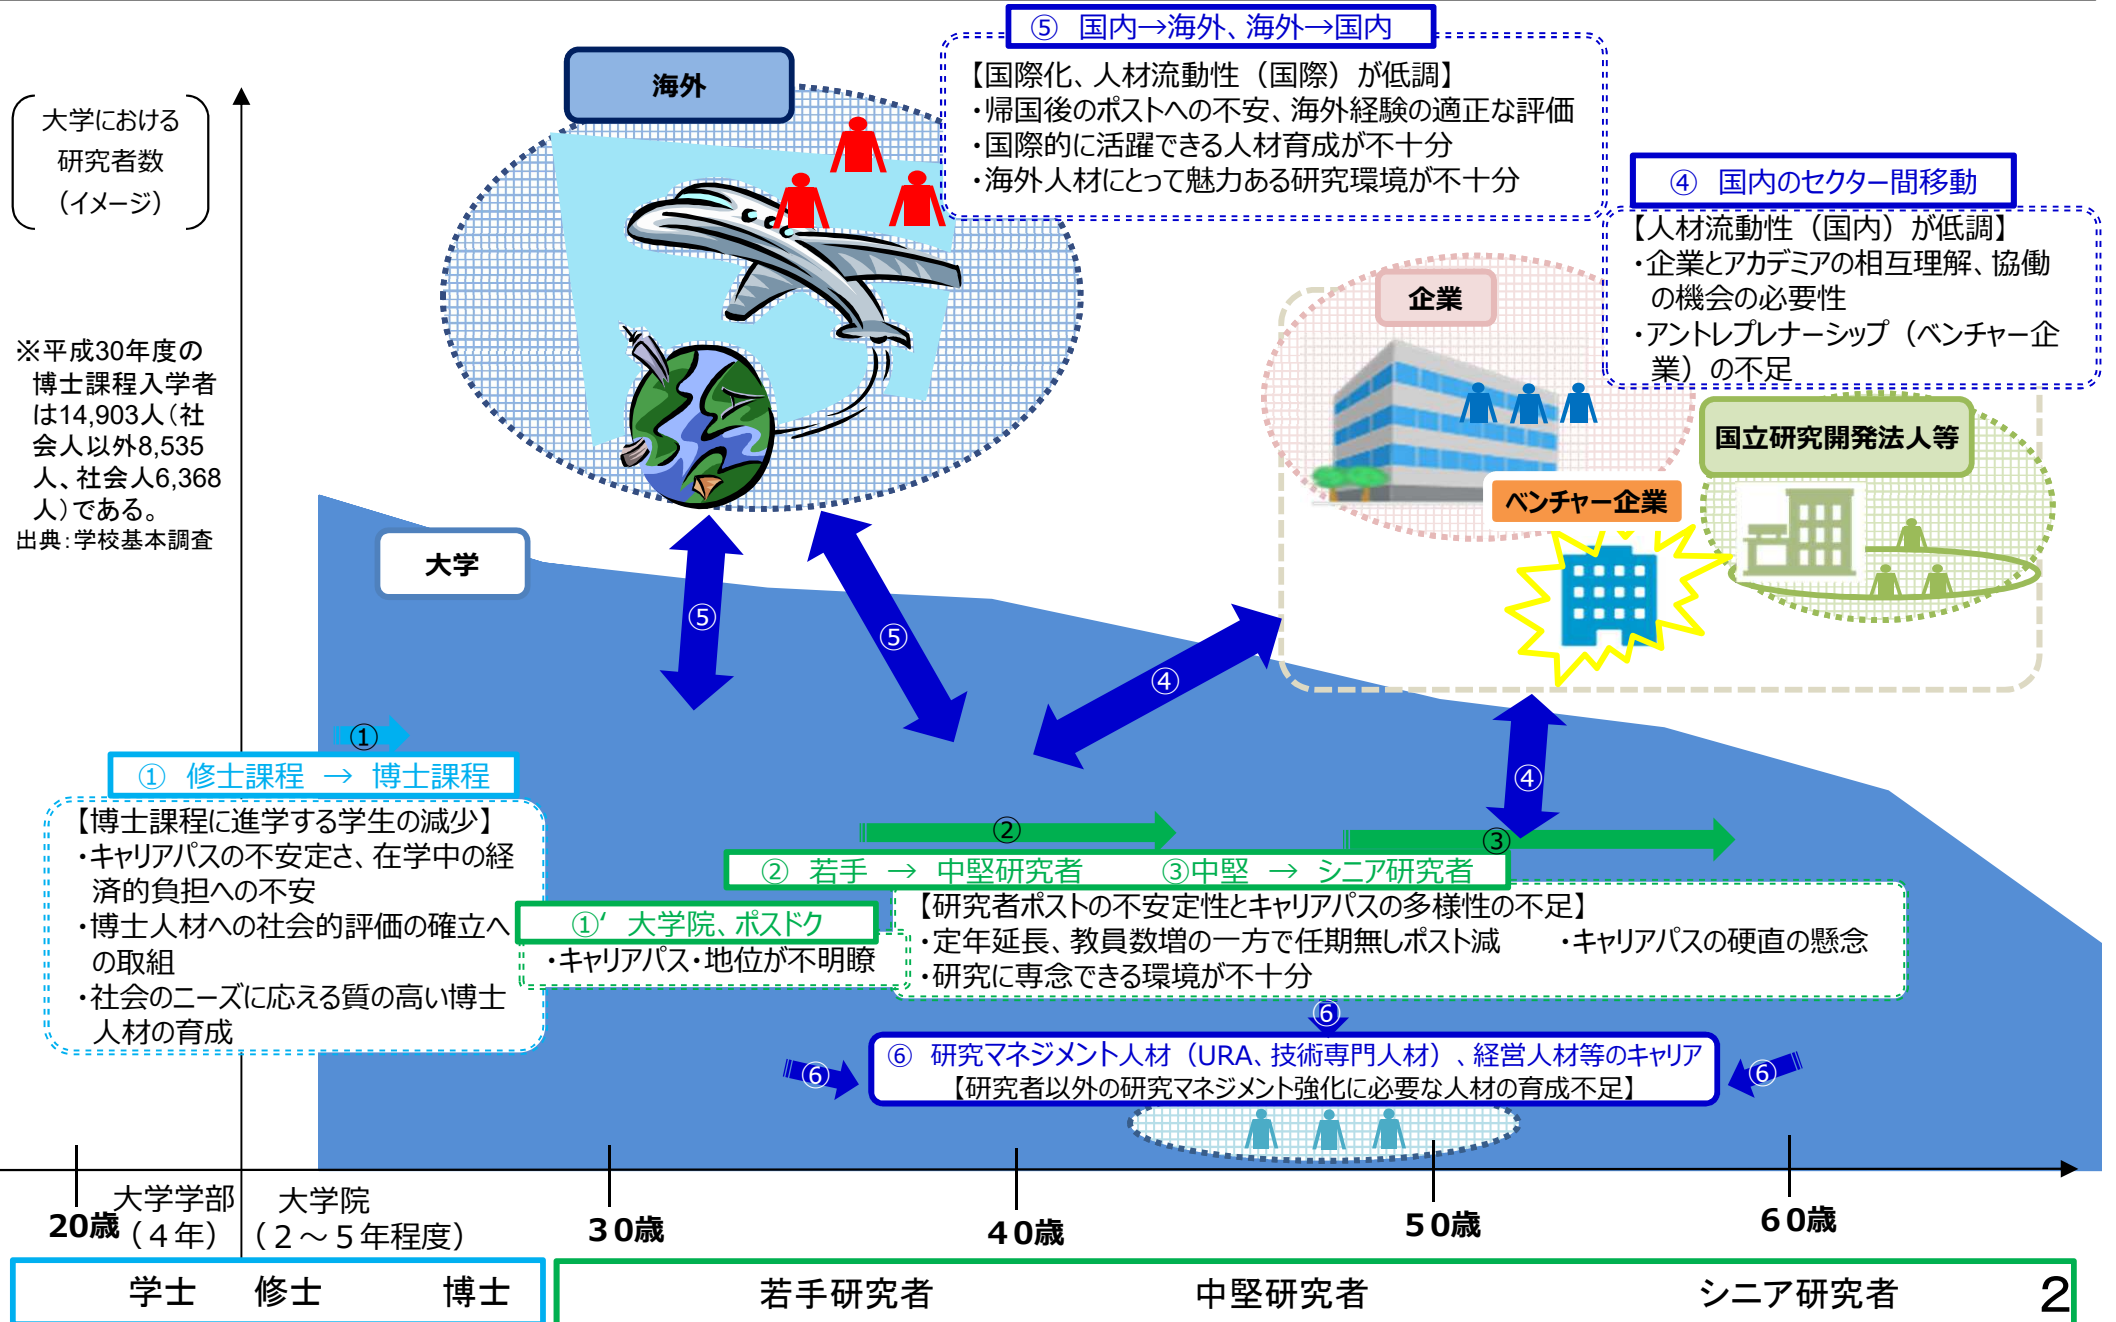 ⑤ 国内→海外、海外→国内
【国際化、人材流動性（国際）が低調】
・帰国後のポストへの不安、海外経験の適正な評価
・国際的に活躍できる人材育成が不十分
・海外人材にとって魅力ある研究環境が不十分
海外
大学における
研究者数
（イメージ）
④ 国内のセクター間移動
【人材流動性（国内）が低調】
・企業とアカデミアの相互理解、協働
の機会の必要性
・アントレプレナーシップ（ベンチャー企
業）の不足
企業
※平成30年度の
博士課程入学者
は14,903人（社
会人以外8,535
人、社会人6,368
人）である。
出典：学校基本調査
国立研究開発法人等
ベンチャー企業
大学
⑤
⑤
④
④
①
① 修士課程 → 博士課程
【博士課程に進学する学生の減少】
・キャリアパスの不安定さ、在学中の経
済的負担への不安
・博士人材への社会的評価の確立へ
の取組
・社会のニーズに応える質の高い博士
人材の育成
②
③
② 若手 → 中堅研究者 ③中堅 → シニア研究者
①′ 大学院、ポスドク
・キャリアパス・地位が不明瞭
【研究者ポストの不安定性とキャリアパスの多様性の不足】
・定年延長、教員数増の一方で任期無しポスト減 ・キャリアパスの硬直の懸念
・研究に専念できる環境が不十分
⑥
⑥ 研究マネジメント人材（URA、技術専門人材）、経営人材等のキャリア
【研究者以外の研究マネジメント強化に必要な人材の育成不足】
⑥
⑥
20歳
大学学部
（４年）
大学院
（２～５年程度）
３0歳
４0歳
５0歳
６0歳
学士 修士 博士
若手研究者 中堅研究者 シニア研究者
2